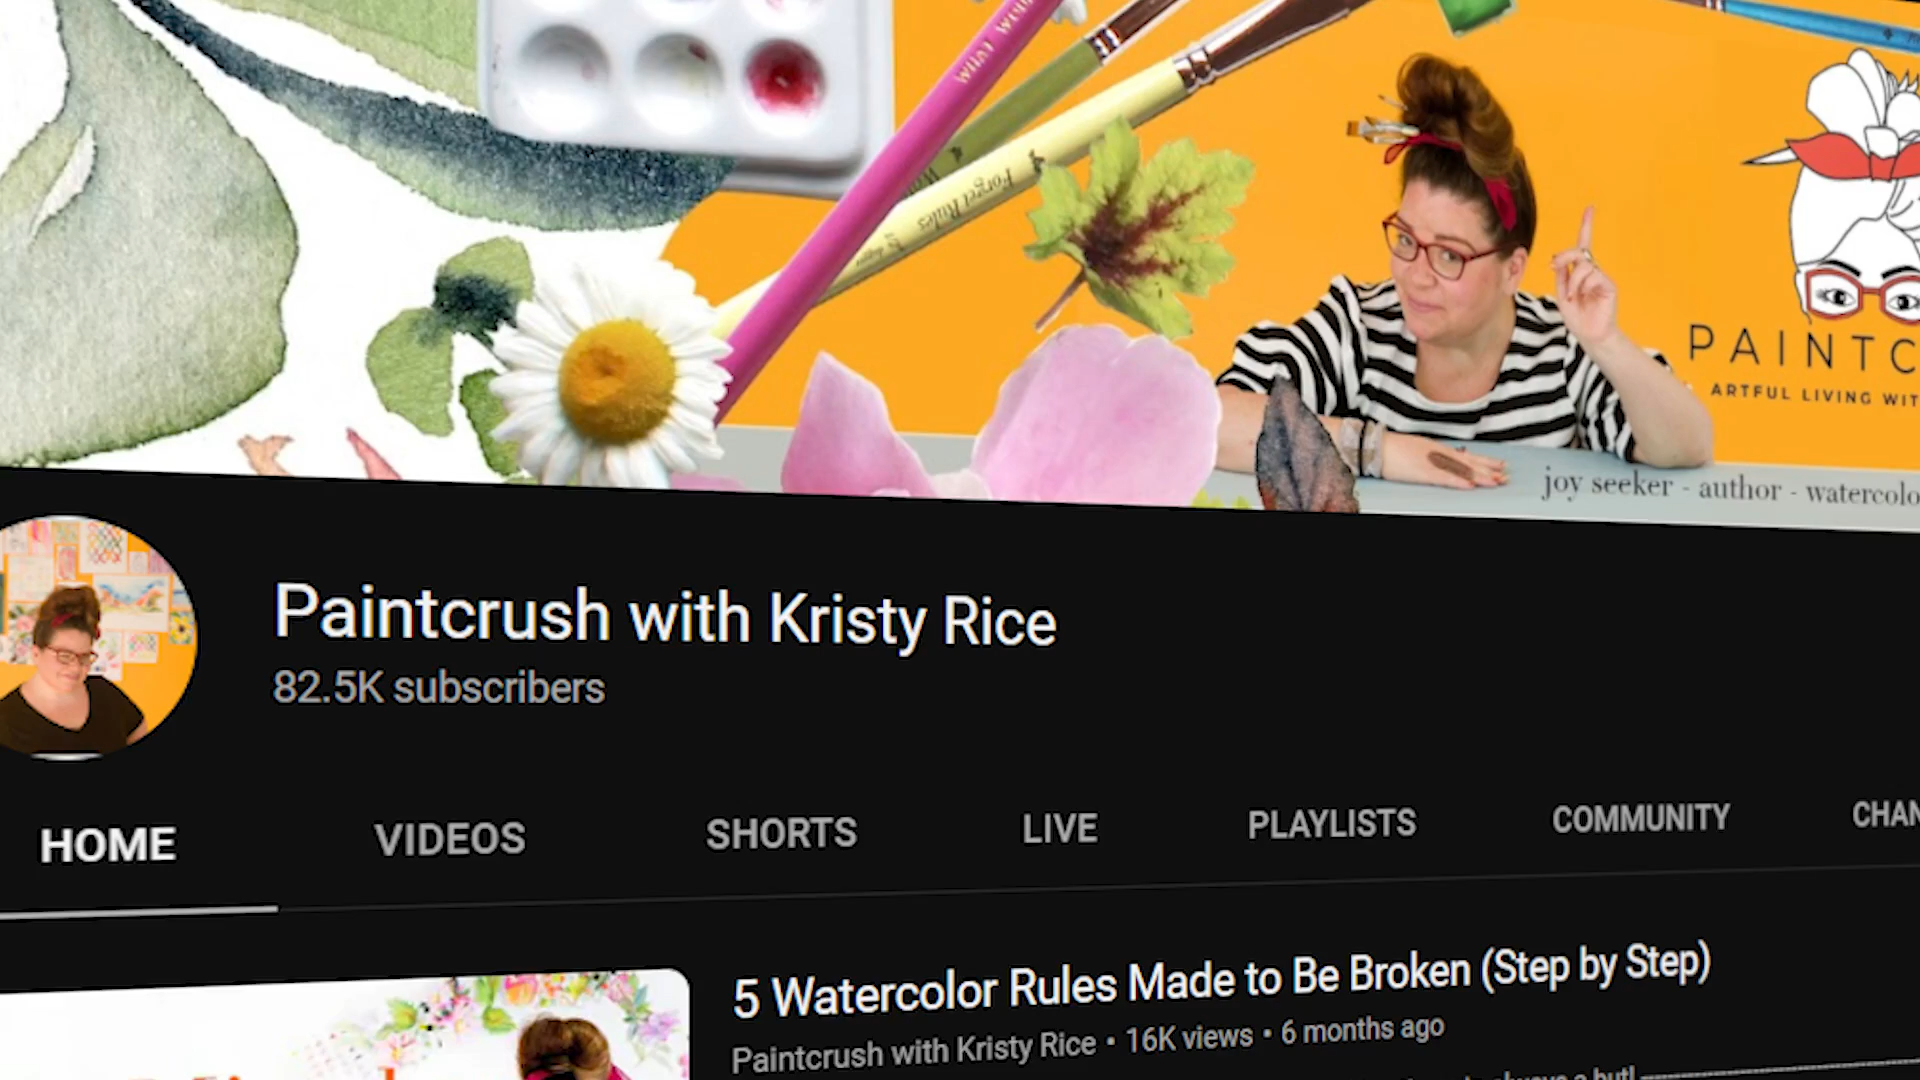 Forget Rules
PAINTC
ARTFUL LIVING WIT
joy seeker - author - watercolo
Paintcrush with Kristy Rice
82.5K subscribers
HOME
VIDEOS
SHORTS
LIVE
PLAYLISTS
COMMUNITY
CHAN
5 Watercolor Rules Made to Be Broken (Step by Step)
Paintcrush with Kristy Rice • 16K views • 6 months ago